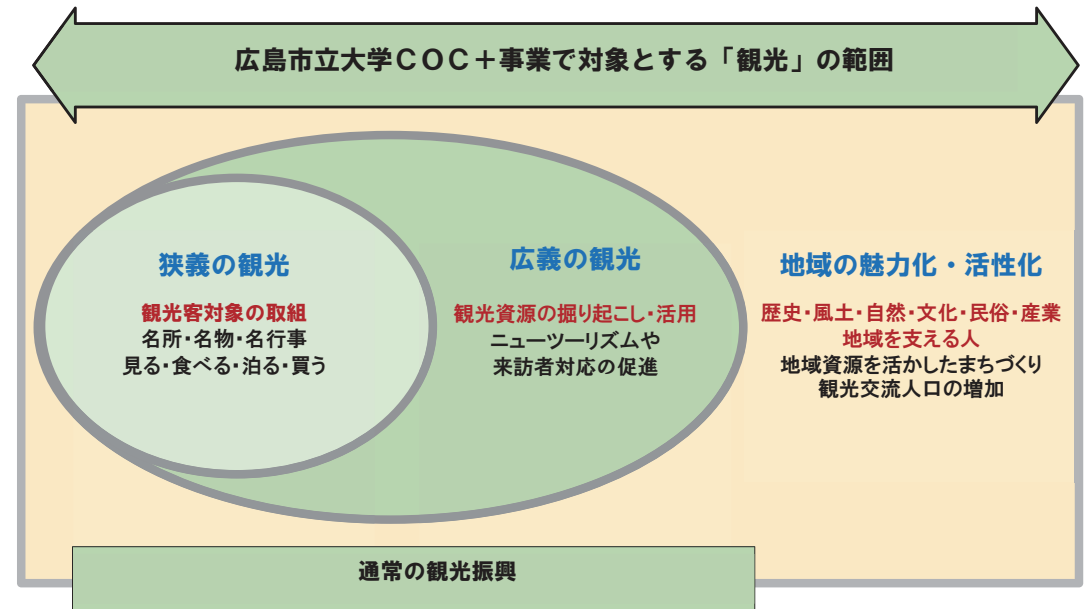 広島市立大学COC+事業で対象とする「観光」の範囲
狭義の観光
観光客対象の取組
名所・名物・名行事
見る・食べる・泊る・買う
広義の観光
観光資源の掘り起こし・活用
ニューツーリズムや
来訪者対応の促進
地域の魅力化・活性化
歴史・風土・自然・文化・民俗・産業
地域を支える人
地域資源を活かしたまちづくり
観光交流人口の増加
通常の観光振興